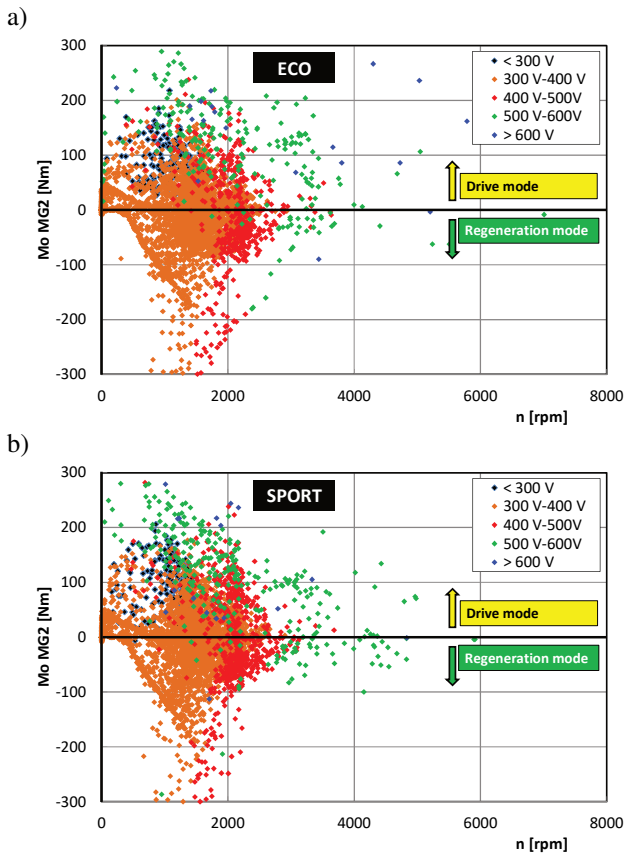 a)
ECO
300
200
100
0
-100
-200
-300
Mo MG2 [Nm]
< 300 V
300 V-400 V
400 V-500V
500 V-600V
> 600 V
Drive mode
Regeneration mode
0
2000
4000
6000
8000
n [rpm]
b)
SPORT
300
200
100
0
-100
-200
-300
Mo MG2 [Nm]
< 300 V
300 V-400 V
400 V-500V
500 V-600V
> 600 V
Drive mode
Regeneration mode
0
2000
4000
6000
8000
n [rpm]